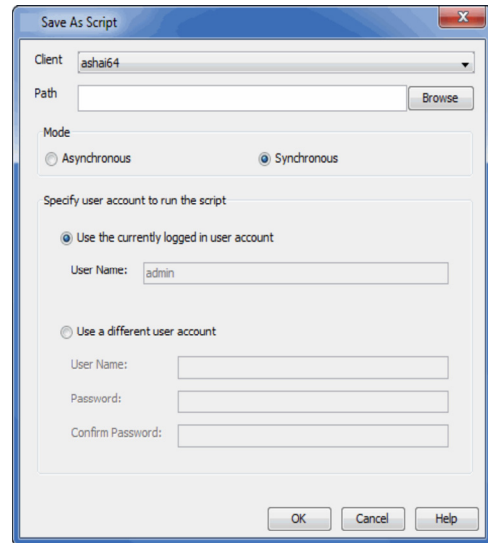 Save As Script
Client ashai64
Path Browse
Mode
Asynchronous Synchronous
Specify user account to run the script
Use the currently logged in user account
User Name: admin
Use a different user account
User Name:
Password:
Confirm Password:
OK Cancel Help